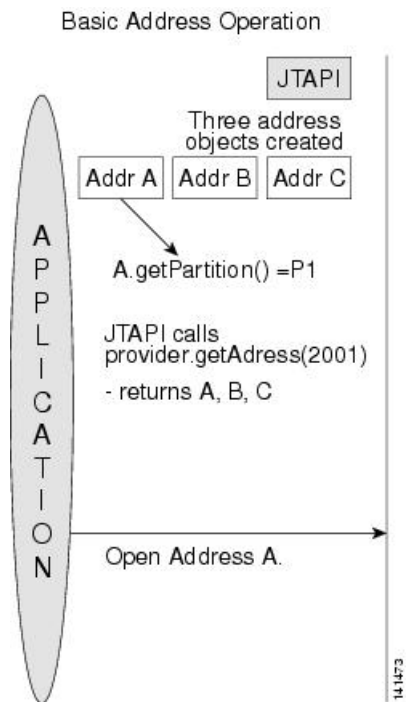 Basic Address Operation
JTAPI
Three address
objects created
Addr A
Addr B
Addr C
A.getPartition() =P1
JTAPI calls
provider.getAdress(2001)
- returns A, B, C
APPLICATION
Open Address A.
141473